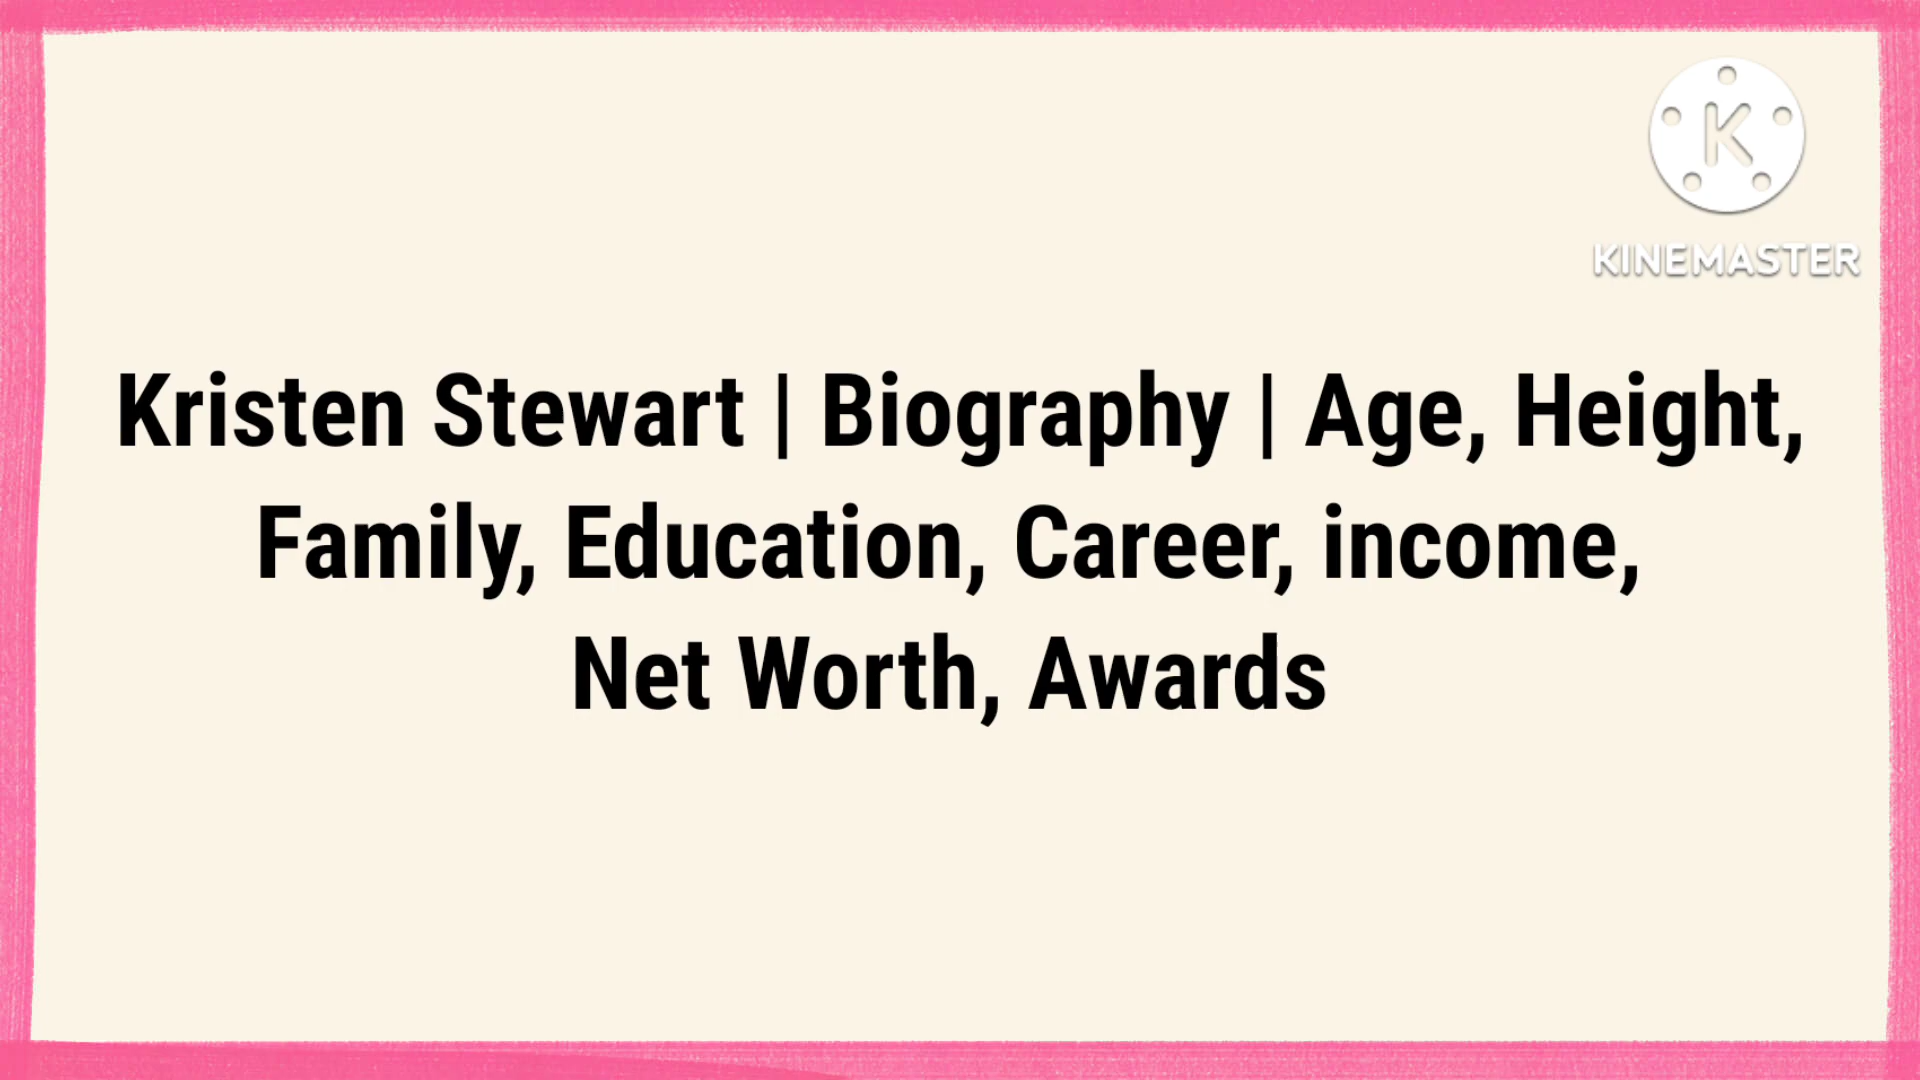 K
KINEMASTER
Kristen Stewart | Biography | Age, Height,
Family, Education, Career, income,
Net Worth, Awards